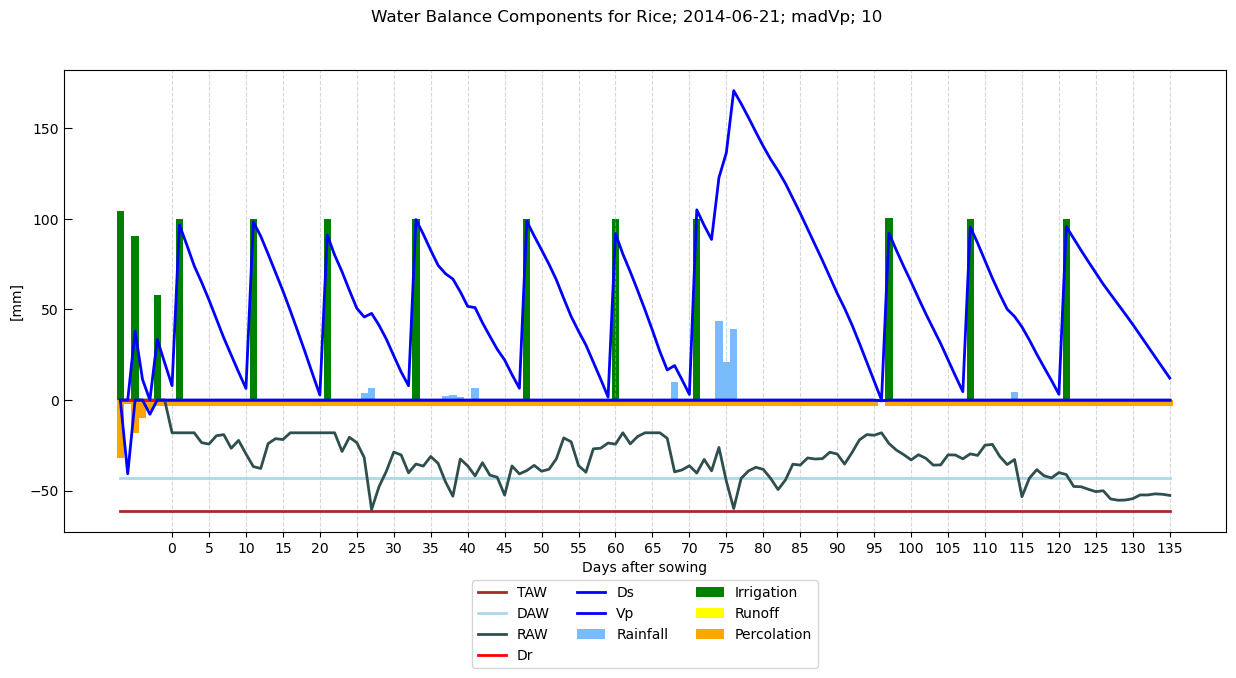 Water Balance Components for Rice; 2014-06-21; madVp; 10
150
100
50
0
−50
[mm]
0 5 10 15 20 25 30 35 40 45 50 55 60 65 70 75 80 85 90 95 100 105 110 115 120 125 130 135
Days after sowing
TAW Ds Irrigation
DAW Vp Runoff
RAW Rainfall Percolation
Dr